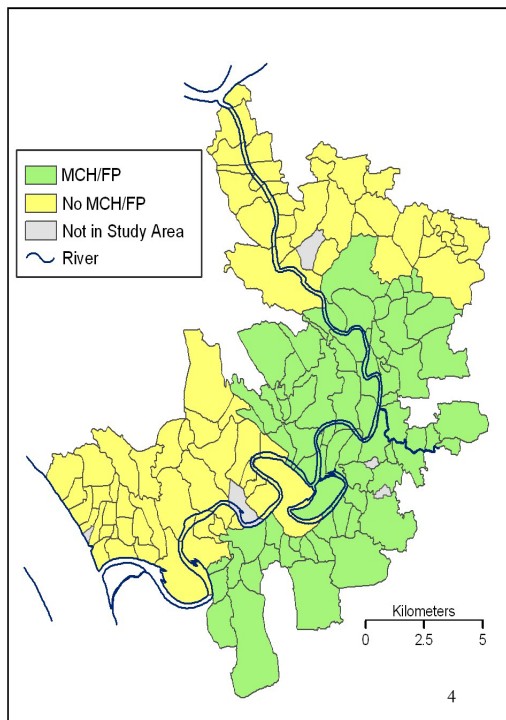 MCH/FP
No MCH/FP
Not in Study Area
River
Kilometers
0 2.5 5
4